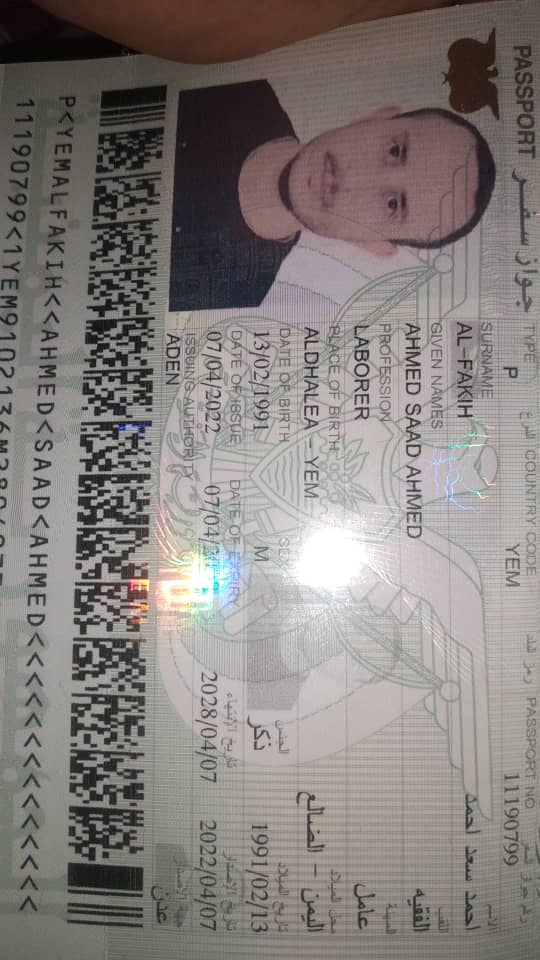 PASSPORT جواز سفر
TYPE النوع COUNTRY CODE رمز البلد PASSPORT NO. رقم جواز السفر
P YEM 11190799
SURNAME الاسم
AL-FAKIH احمد سعد احمد
GIVEN NAMES اللقب
AHMED SAAD AHMED الفقيه
PROFESSION المهنة
LABORER عامل
PLACE OF BIRTH محل الميلاد
ALDHALEA - YEM اليمن - الضالع
DATE OF BIRTH SEX الجنس تاريخ الميلاد
13/02/1991 M ذكر 1991/02/13
DATE OF ISSUE DATE OF EXPIRY تاريخ الإنتهاء تاريخ الإصدار
07/04/2022 07/04/2 2028/04/07 2022/04/07
ISSUING AUTHORITY جهة الإصدار
ADEN عدن
P<YEMALFAKIH<<AHMED<SAAD<AHMED<<<<<<<<<<<<<<
11190799<1YEM9102136M280407